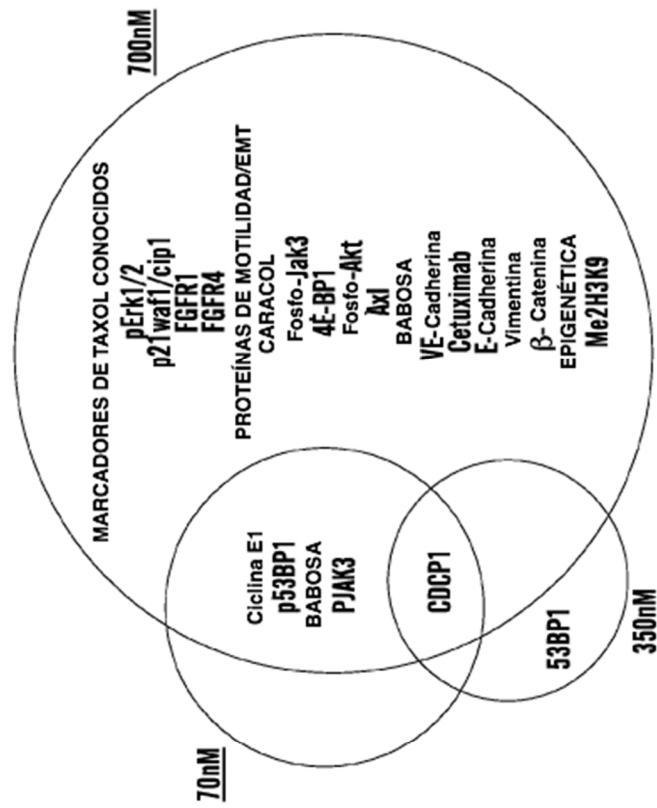 700nM
MARCADORES DE TAXOL CONOCIDOS
pErk1/2
p21waf1/cip1
FGFR1
FGFR4
PROTEÍNAS DE MOTILIDAD/EMT
CARACOL
Fosfo-Jak3
4E-BP1
Fosfo-Akt
Axl
BABOSA
VE-Cadherina
Cetuximab
E-Cadherina
Vimentina
β- Catenina
EPIGENÉTICA
Me2H3K9
70nM
Ciclina E1
p53BP1
BABOSA
PJAK3
CDCP1
53BP1
350nM